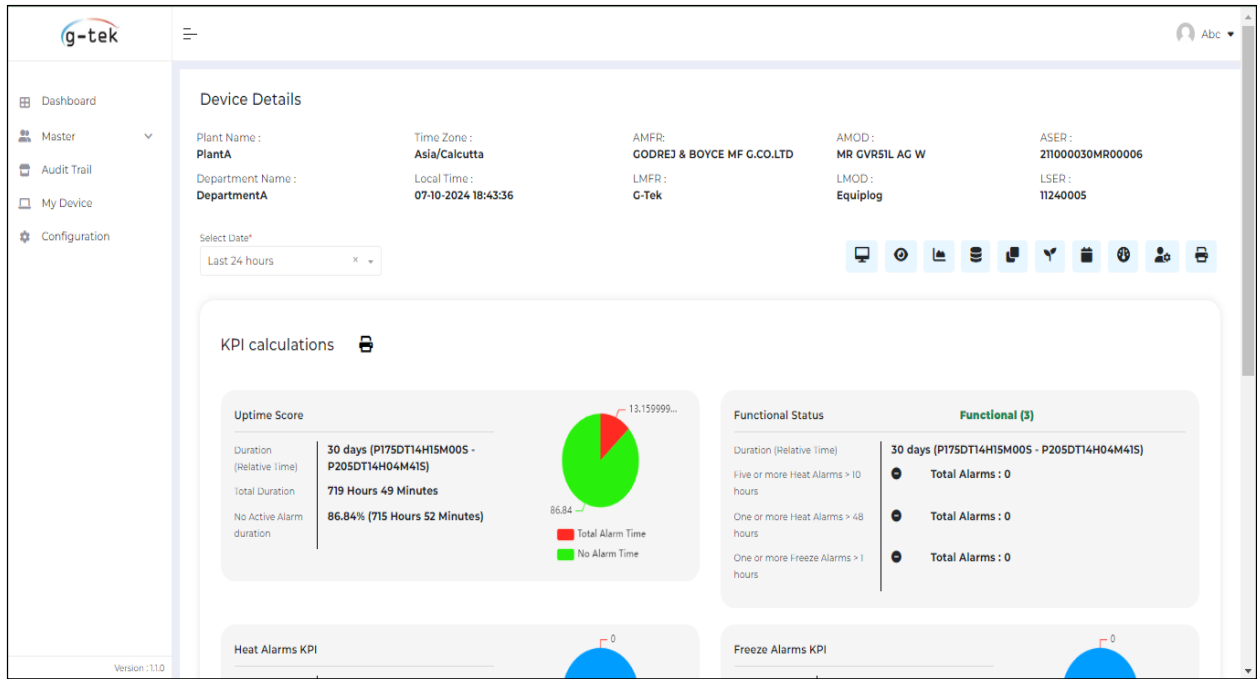 g-tek
Abc
Dashboard
Master
Audit Trail
My Device
Configuration
Version : 1.1.0
Device Details
Plant Name :
PlantA
Time Zone :
Asia/Calcutta
AMFR:
GODREJ & BOYCE MF G.CO.LTD
AMOD :
MR GVR51L AG W
ASER :
211000030MR00006
Department Name :
DepartmentA
Local Time :
07-10-2024 18:43:36
LMFR :
G-Tek
LMOD :
Equiplog
LSER :
11240005
Select Date*
Last 24 hours
KPI calculations
Uptime Score
Duration
(Relative Time)
30 days (P175DT14H15M00S -
P205DT14H04M41S)
Total Duration
719 Hours 49 Minutes
No Active Alarm
duration
86.84% (715 Hours 52 Minutes)
13.159999...
86.84
Total Alarm Time
No Alarm Time
Functional Status
Functional (3)
Duration (Relative Time)
30 days (P175DT14H15M00S - P205DT14H04M41S)
Five or more Heat Alarms > 10
hours
Total Alarms : 0
One or more Heat Alarms > 48
hours
Total Alarms : 0
One or more Freeze Alarms > 1
hours
Total Alarms : 0
Heat Alarms KPI
0
Freeze Alarms KPI
0